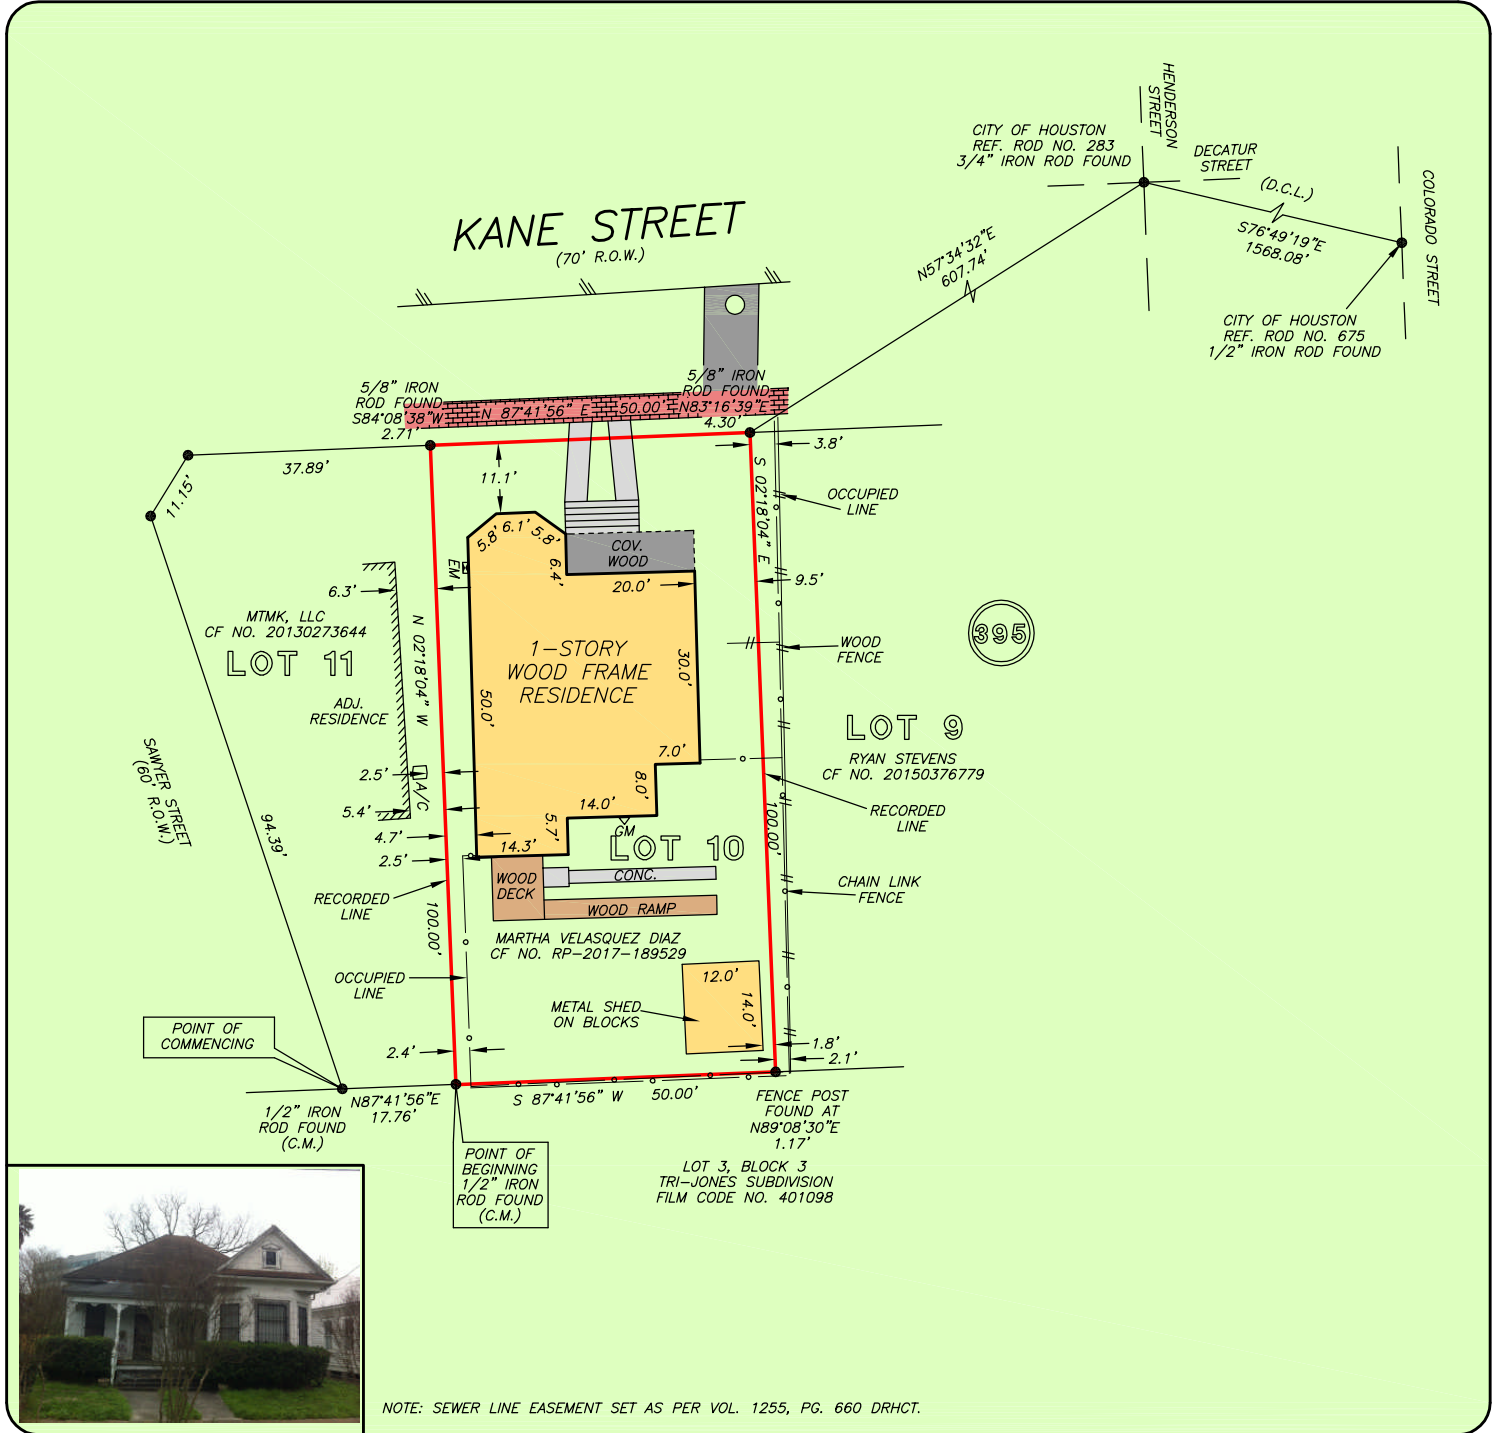 HENDERSON
STREET
CITY OF HOUSTON
REF. ROD NO. 283
3/4" IRON ROD FOUND
DECATUR
STREET
(D.C.L.)
S76°49'19"E
1568.08'
COLORADO STREET
CITY OF HOUSTON
REF. ROD NO. 675
1/2" IRON ROD FOUND
N57°34'32"E
607.74'
KANE STREET
(70' R.O.W.)
5/8" IRON
ROD FOUND
S84°08'38"W
2.71'
N 87°41'56" E 50.00'
5/8" IRON
ROD FOUND
N83°16'39"E
4.30'
3.8'
37.89'
11.15'
11.1'
OCCUPIED
LINE
S 02°18'04" E
5.8'
6.1'
5.8'
6.4'
COV.
WOOD
20.0'
EM
9.5'
6.3'
MTMK, LLC
CF NO. 20130273644
LOT 11
N 02°18'04" W
1-STORY
WOOD FRAME
RESIDENCE
30.0'
50.0'
WOOD
FENCE
395
ADJ.
RESIDENCE
LOT 9
RYAN STEVENS
CF NO. 20150376779
SAWYER STREET
(60' R.O.W.)
94.39'
7.0'
8.0'
14.0'
5.7'
14.3'
2.5'
A/C
5.4'
4.7'
2.5'
GM
LOT 10
100.00'
RECORDED
LINE
RECORDED
LINE
100.00'
WOOD
DECK
CONC.
WOOD RAMP
CHAIN LINK
FENCE
MARTHA VELASQUEZ DIAZ
CF NO. RP-2017-189529
OCCUPIED
LINE
12.0'
14.0'
METAL SHED
ON BLOCKS
POINT OF
COMMENCING
2.4'
1.8'
2.1'
1/2" IRON
ROD FOUND
(C.M.)
N87°41'56"E
17.76'
S 87°41'56" W 50.00'
FENCE POST
FOUND AT
N89°08'30"E
1.17'
POINT OF
BEGINNING
1/2" IRON
ROD FOUND
(C.M.)
LOT 3, BLOCK 3
TRI-JONES SUBDIVISION
FILM CODE NO. 401098
NOTE: SEWER LINE EASEMENT SET AS PER VOL. 1255, PG. 660 DRHCT.